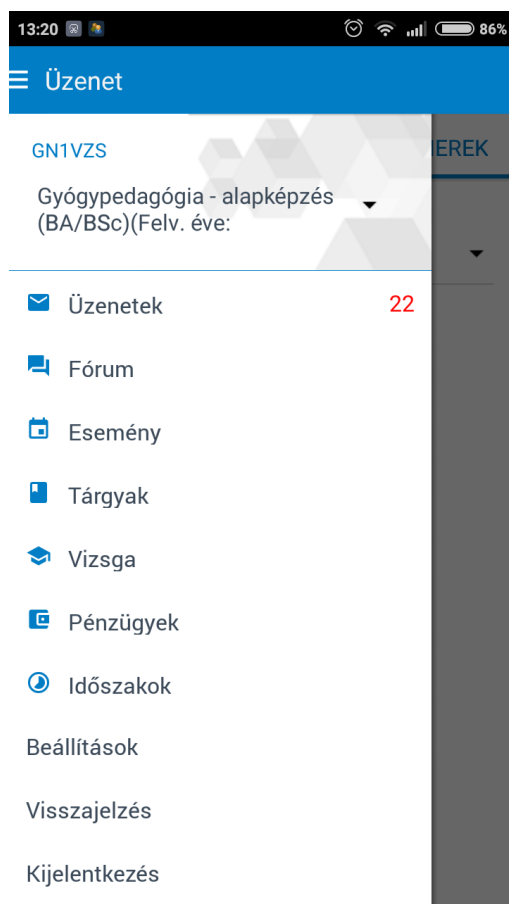 13:20 86%
Üzenet
GN1VZS
EREK
Gyógypedagógia - alapképzés
(BA/BSc)(Felv. éve:
Üzenetek 22
Fórum
Esemény
Tárgyak
Vizsga
Pénzügyek
Időszakok
Beállítások
Visszajelzés
Kijelentkezés